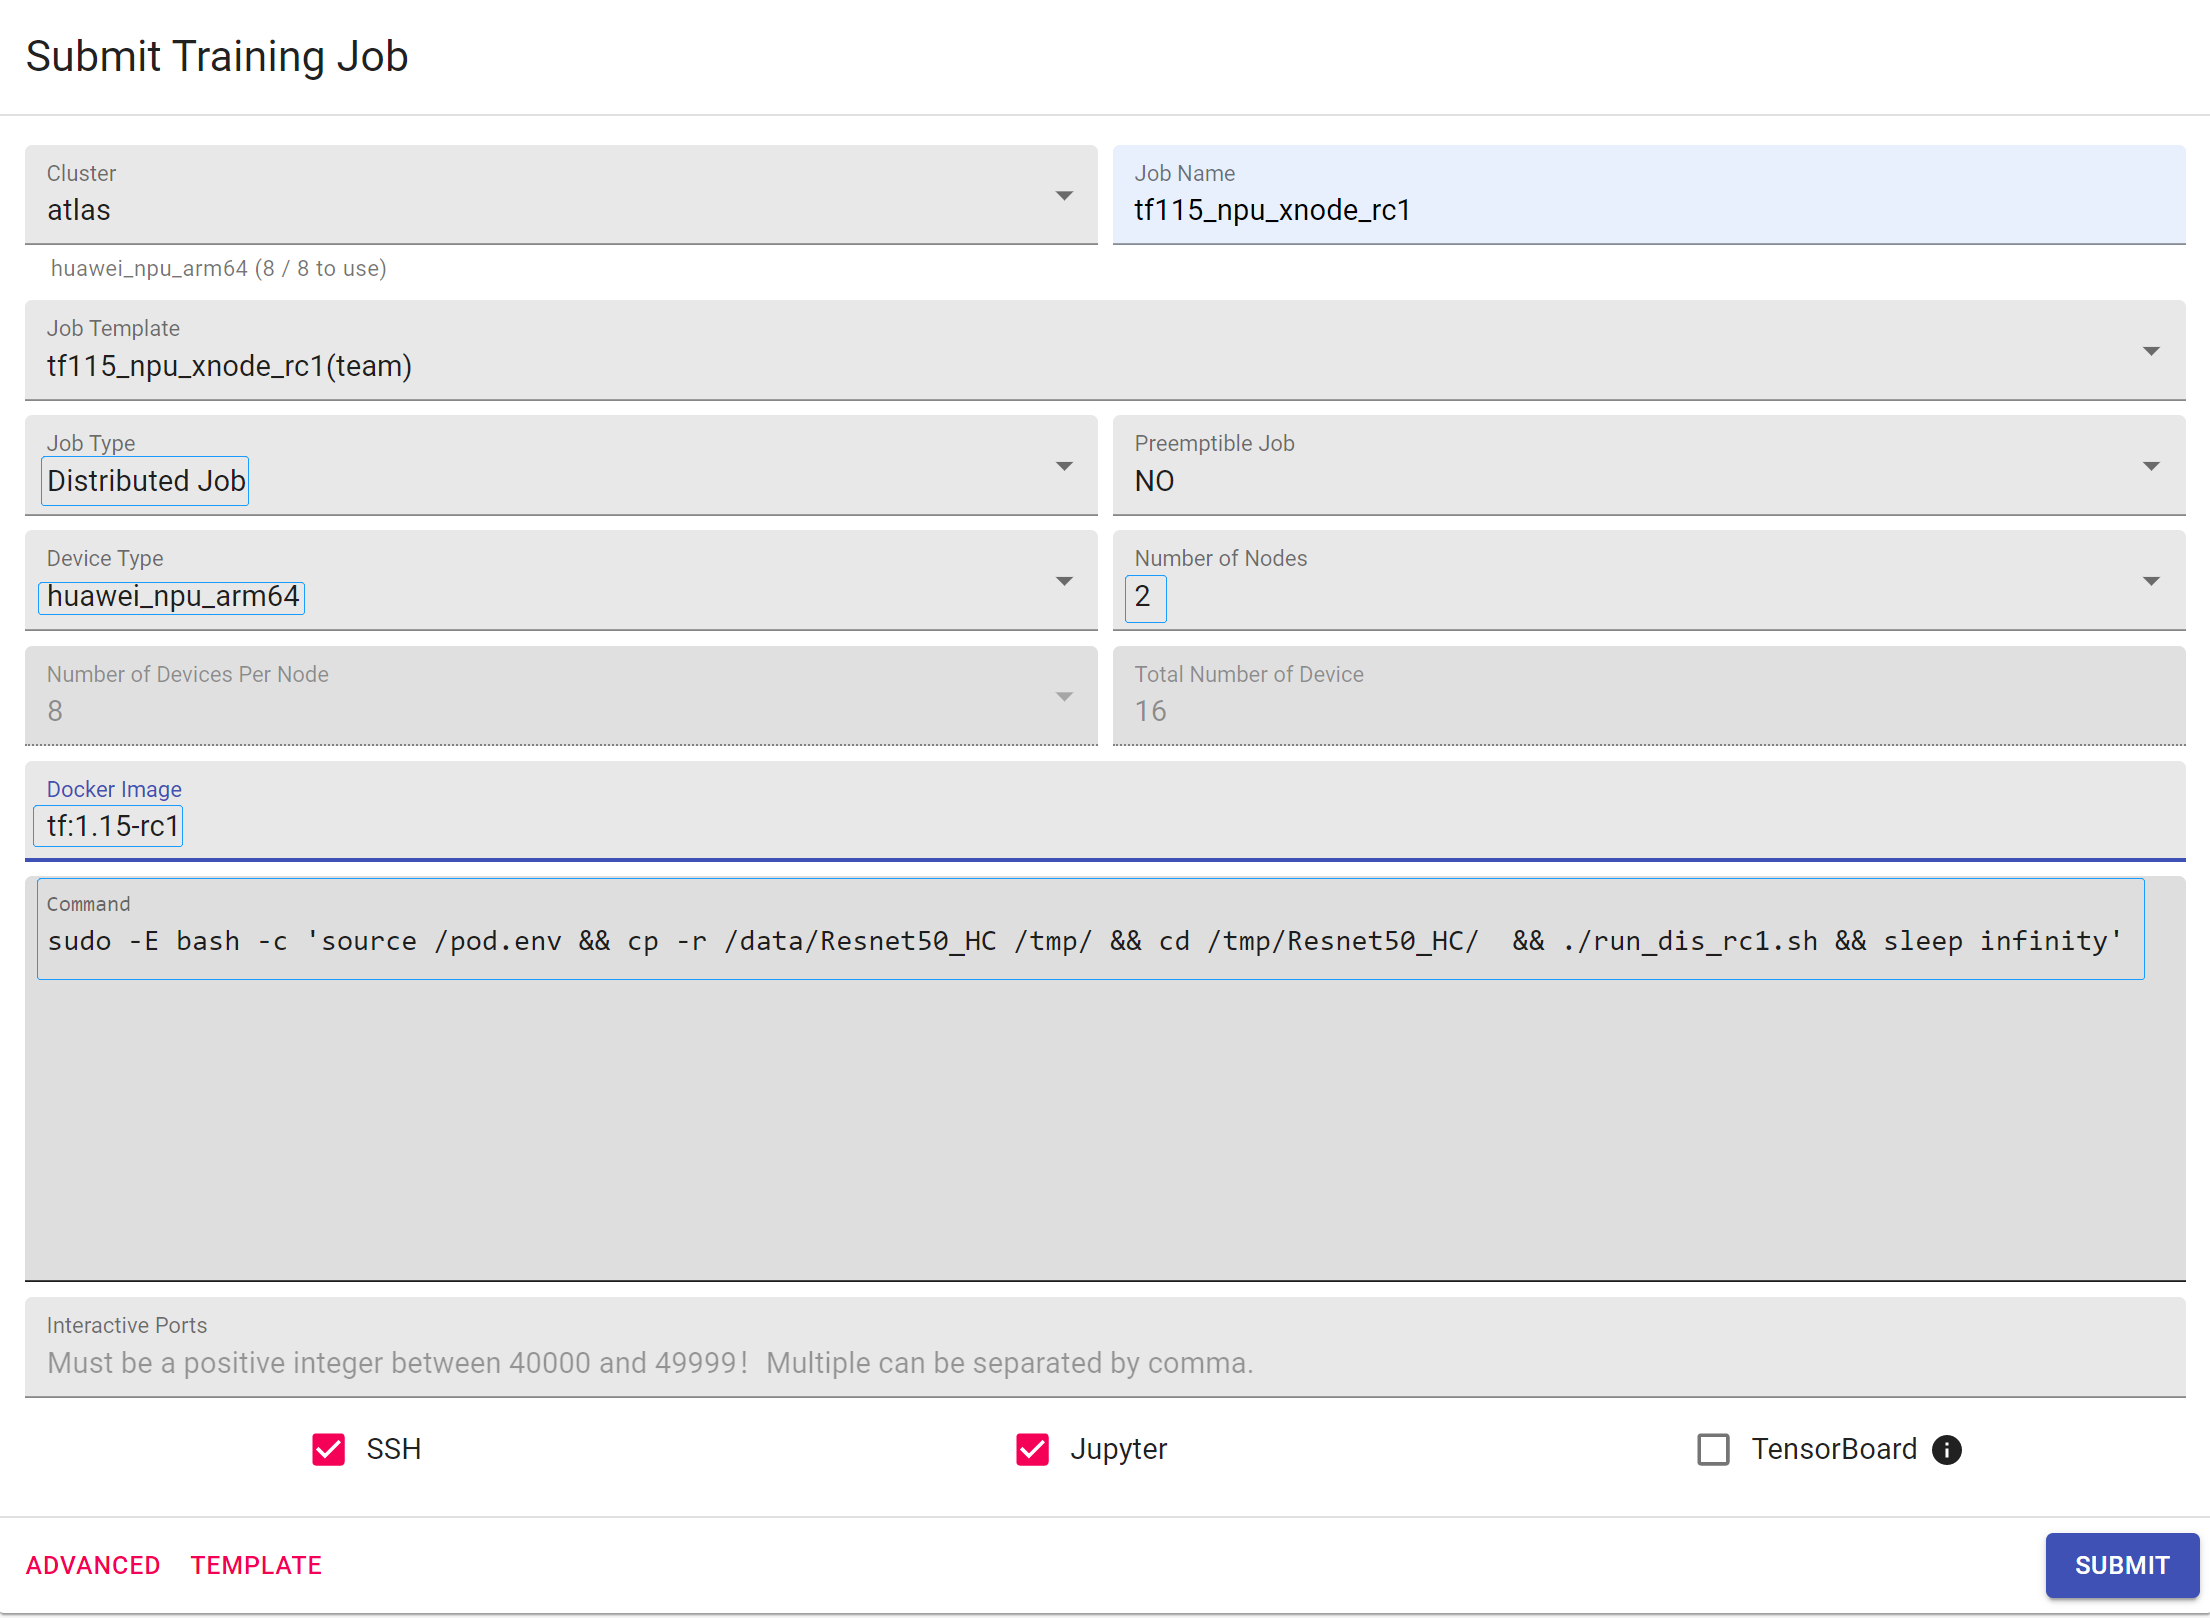 Submit Training Job
Cluster
atlas
Job Name
tf115_npu_xnode_rc1
huawei_npu_arm64 (8 / 8 to use)
Job Template
tf115_npu_xnode_rc1(team)
Job Type
Distributed Job
Preemptible Job
NO
Device Type
huawei_npu_arm64
Number of Nodes
2
Number of Devices Per Node
8
Total Number of Device
16
Docker Image
tf:1.15-rc1
Command
sudo -E bash -c 'source /pod.env && cp -r /data/Resnet50_HC /tmp/ && cd /tmp/Resnet50_HC/  && ./run_dis_rc1.sh && sleep infinity'
Interactive Ports
Must be a positive integer between 40000 and 49999！Multiple can be separated by comma.
SSH
Jupyter
TensorBoard
ADVANCED
TEMPLATE
SUBMIT